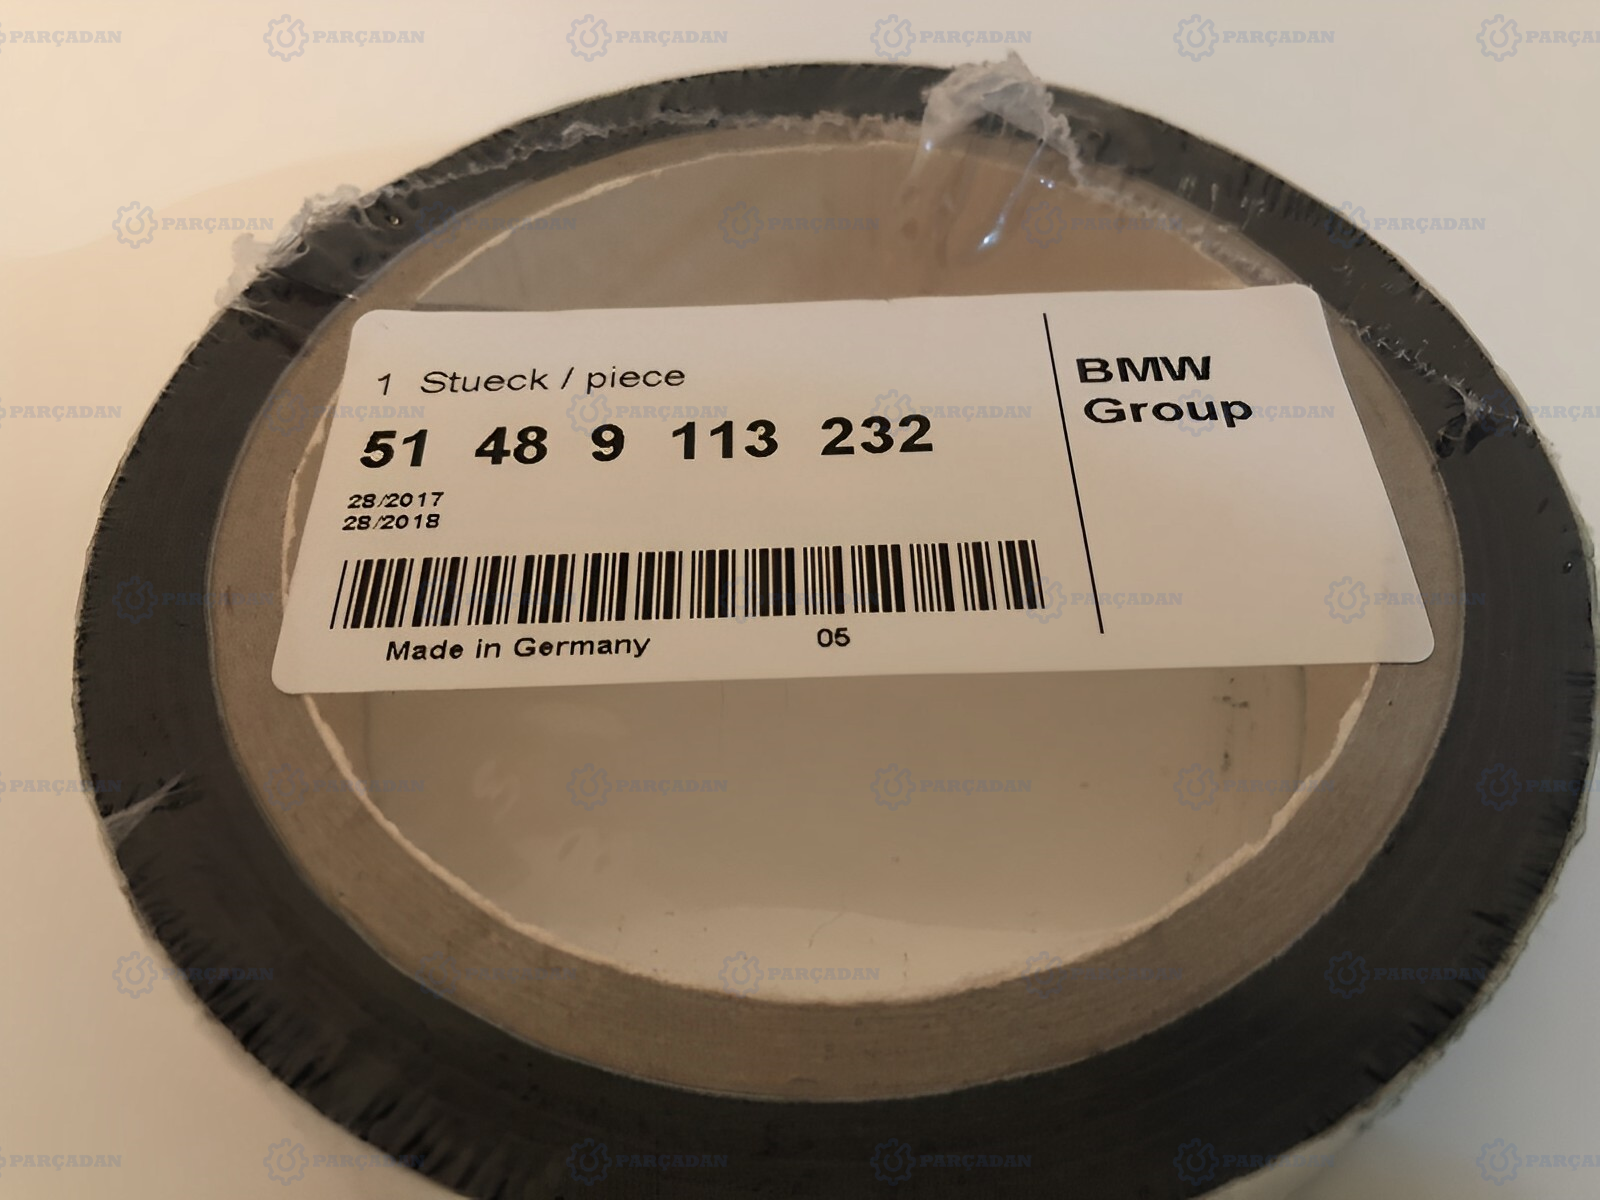 1 Stueck / piece
51 48 9 113 232
28/2017
28/2018
Made in Germany 05
BMW
Group
PARÇADAN